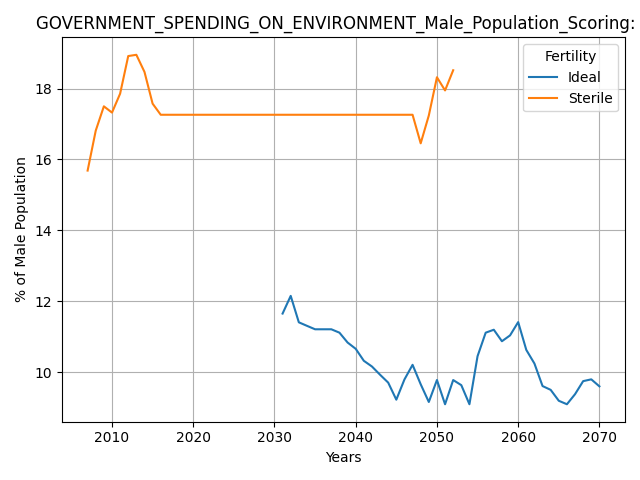 GOVERNMENT_SPENDING_ON_ENVIRONMENT_Male_Population_Scoring:
Fertility
Ideal
Sterile
% of Male Population
18
16
14
12
10
2010 2020 2030 2040 2050 2060 2070
Years